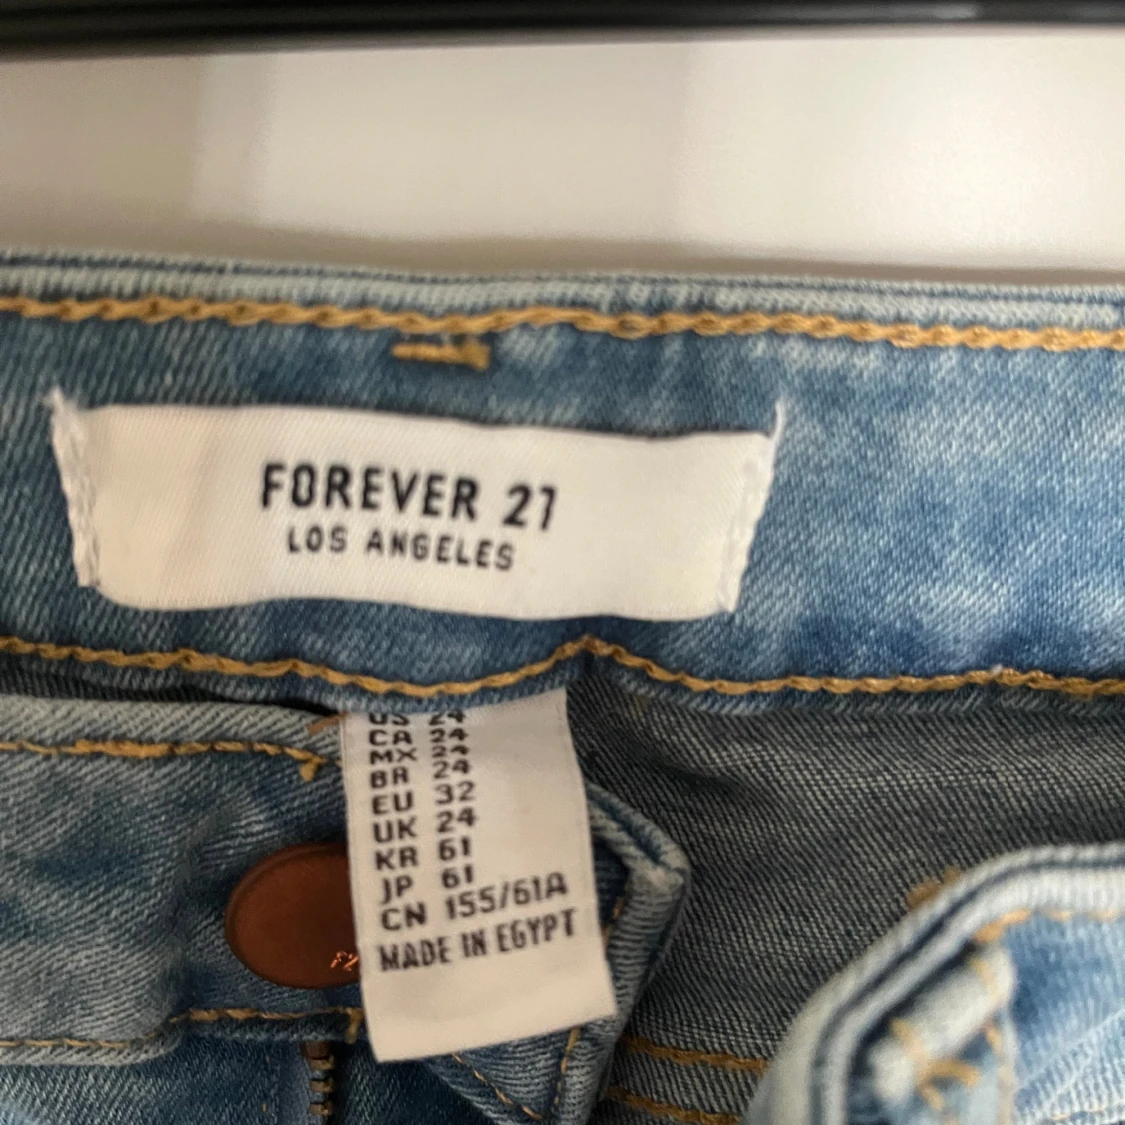 FOREVER 21
LOS ANGELES
US 24
CA 24
MX 24
BR 24
EU 32
UK 24
KR 61
JP 61
CN 155/61A
MADE IN EGYPT